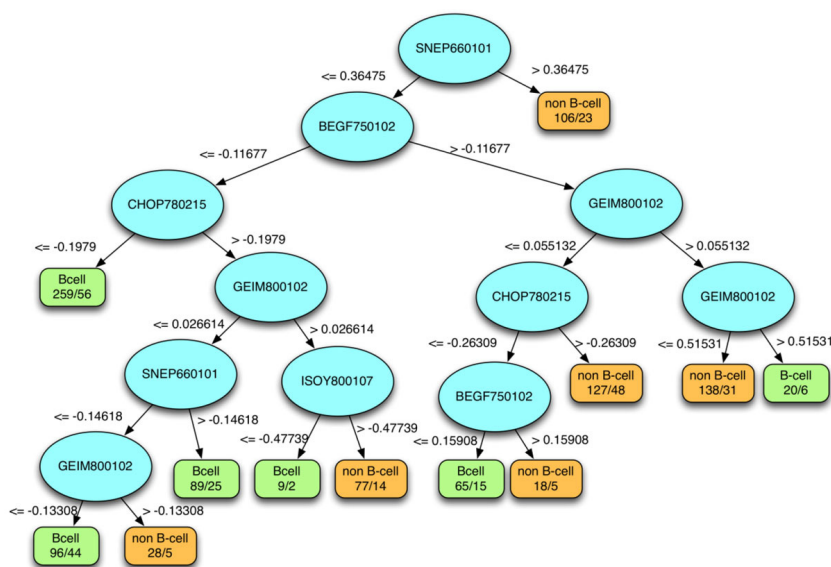 SNEP660101
<= 0.36475
> 0.36475
BEGF750102
non B-cell
106/23
<= -0.11677
> -0.11677
CHOP780215
GEIM800102
<= -0.1979
> -0.1979
<= 0.055132
> 0.055132
Bcell
259/56
GEIM800102
CHOP780215
GEIM800102
<= 0.026614
> 0.026614
<= -0.26309
> -0.26309
<= 0.51531
> 0.51531
SNEP660101
ISOY800107
BEGF750102
non B-cell
127/48
non B-cell
138/31
B-cell
20/6
<= -0.14618
> -0.14618
<= -0.47739
> -0.47739
<= 0.15908
> 0.15908
GEIM800102
Bcell
89/25
Bcell
9/2
non B-cell
77/14
Bcell
65/15
non B-cell
18/5
<= -0.13308
> -0.13308
Bcell
96/44
non B-cell
28/5